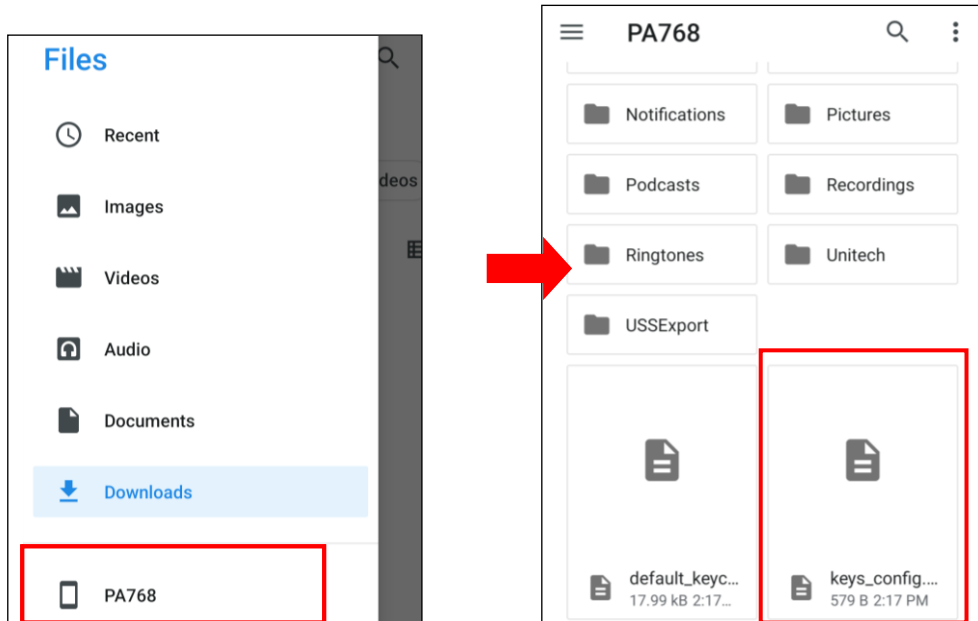 Files
Recent
deos
Images
Videos
Audio
Documents
Downloads
PA768
PA768
Notifications
Pictures
Podcasts
Recordings
Ringtones
Unitech
USSExport
default_keyc...
17.99 kB 2:17...
keys_config....
579 B 2:17 PM